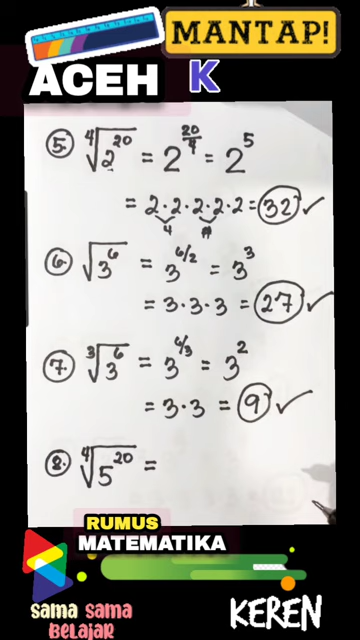 MANTAP!
ACEH K
5. ⁴√2²⁰ = 2^(20/4) = 2⁵
= 2 · 2 · 2 · 2 · 2 = 32 ✓
4
6. √3⁶ = 3^(6/2) = 3³
= 3 · 3 · 3 = 27 ✓
7. ³√3⁶ = 3^(6/3) = 3²
= 3 · 3 = 9 ✓
8. ⁴√5²⁰ =
RUMUS
MATEMATIKA
sama sama
BELAJAR
KEREN